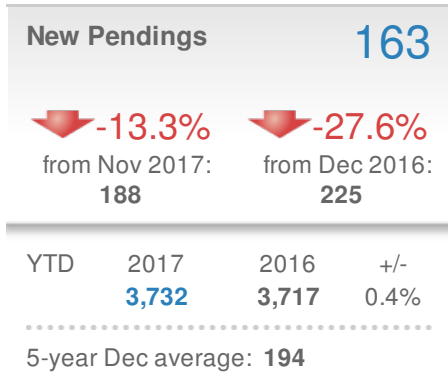 New Pendings 163
-13.3% -27.6%
from Nov 2017: from Dec 2016:
188 225
YTD 2017 2016 +/-
3,732 3,717 0.4%
5-year Dec average: 194